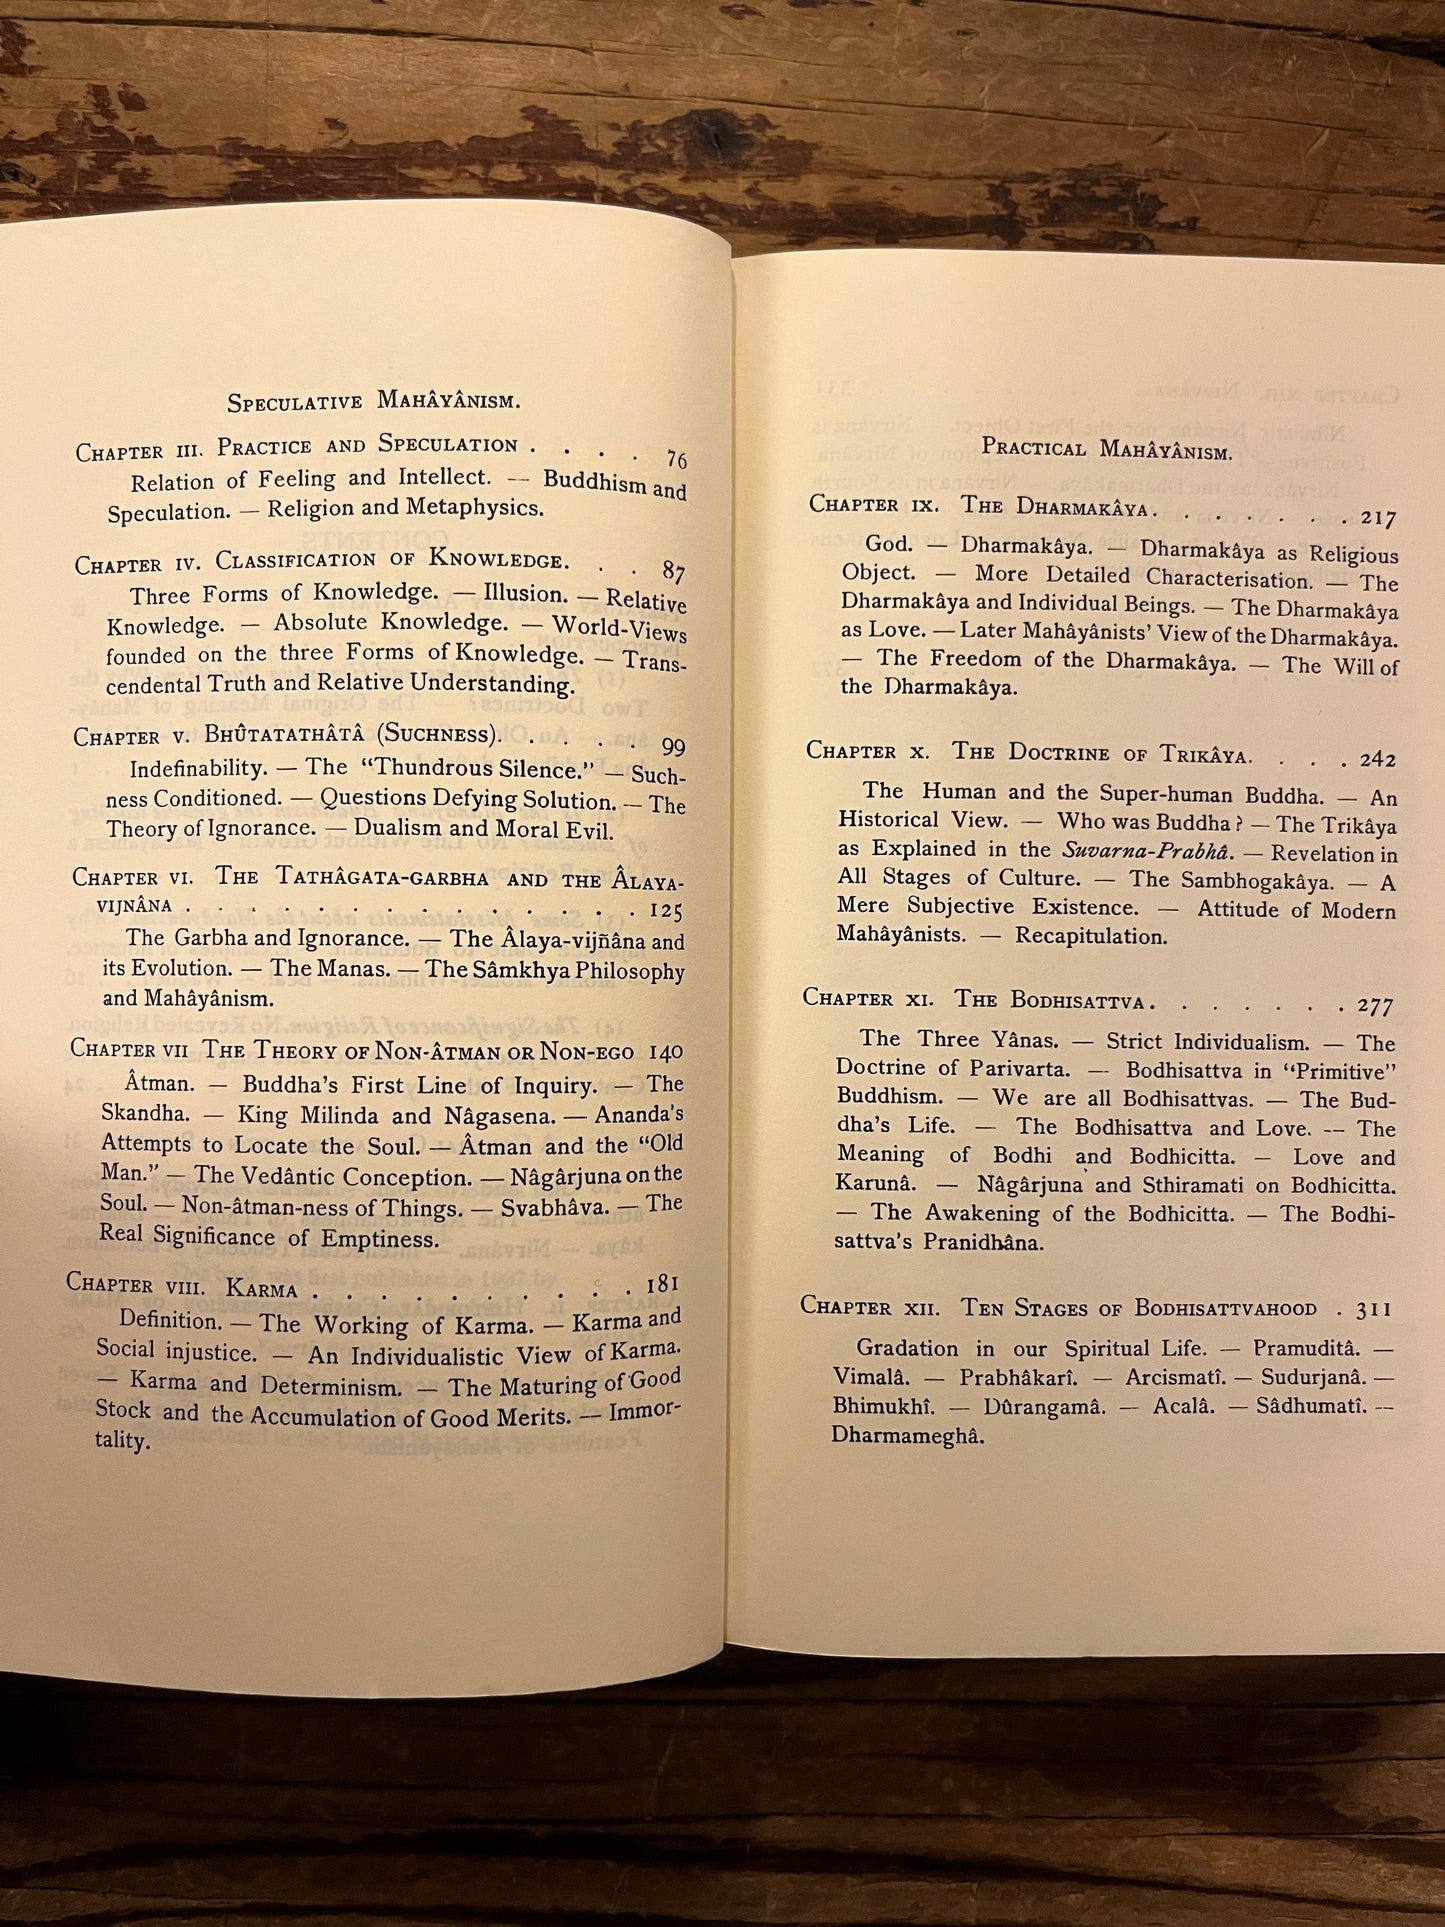 Speculative Mahâyânism.
Chapter III. Practice and Speculation . . . . 76
Relation of Feeling and Intellect. — Buddhism and
Speculation. — Religion and Metaphysics.
Chapter IV. Classification of Knowledge. . . 87
Three Forms of Knowledge. — Illusion. — Relative
Knowledge. — Absolute Knowledge. — World-Views
founded on the three Forms of Knowledge. — Trans-
cendental Truth and Relative Understanding.
Chapter V. Bhûtatathâtâ (Suchness). . . . . 99
Indefinability. — The “Thundrous Silence.” — Such-
ness Conditioned. — Questions Defying Solution. — The
Theory of Ignorance. — Dualism and Moral Evil.
Chapter VI. The Tathâgata-garbha and the Âlaya-
vijnâna . . . . . . . . . . . . . . 125
The Garbha and Ignorance. — The Âlaya-vijñâna and
its Evolution. — The Manas. — The Sâmkhya Philosophy
and Mahâyânism.
Chapter VII The Theory of Non-Âtman or Non-ego 140
Âtman. — Buddha’s First Line of Inquiry. — The
Skandha. — King Milinda and Nâgasena. — Ananda’s
Attempts to Locate the Soul. — Âtman and the “Old
Man.” — The Vedântic Conception. — Nâgârjuna on the
Soul. — Non-âtman-ness of Things. — Svabhâva. — The
Real Significance of Emptiness.
Chapter VIII. Karma . . . . . . . . . . 181
Definition. — The Working of Karma. — Karma and
Social injustice. — An Individualistic View of Karma.
— Karma and Determinism. — The Maturing of Good
Stock and the Accumulation of Good Merits. — Immor-
tality.
Practical Mahâyânism.
Chapter IX. The Dharmakâya. . . . . . . 217
God. — Dharmakâya. — Dharmakâya as Religious
Object. — More Detailed Characterisation. — The
Dharmakâya and Individual Beings. — The Dharmakâya
as Love. — Later Mahâyânists’ View of the Dharmakâya.
— The Freedom of the Dharmakâya. — The Will of
the Dharmakâya.
Chapter X. The Doctrine of Trikâya. . . . 242
The Human and the Super-human Buddha. — An
Historical View. — Who was Buddha? — The Trikâya
as Explained in the Suvarna-Prabhâ. — Revelation in
All Stages of Culture. — The Sambhogakâya. — A
Mere Subjective Existence. — Attitude of Modern
Mahâyânists. — Recapitulation.
Chapter XI. The Bodhisattva. . . . . . . 277
The Three Yânas. — Strict Individualism. — The
Doctrine of Parivarta. — Bodhisattva in “Primitive”
Buddhism. — We are all Bodhisattvas. — The Bud-
dha’s Life. — The Bodhisattva and Love. — The
Meaning of Bodhi and Bodhicitta. — Love and
Karunâ. — Nâgârjuna and Sthiramati on Bodhicitta.
— The Awakening of the Bodhicitta. — The Bodhi-
sattva’s Pranidhâna.
Chapter XII. Ten Stages of Bodhisattvahood . 311
Gradation in our Spiritual Life. — Pramuditâ. —
Vimalâ. — Prabhâkarî. — Arcismatî. — Sudurjanâ. —
Bhimukhî. — Dûrangamâ. — Acalâ. — Sâdhumatî. —
Dharmameghâ.